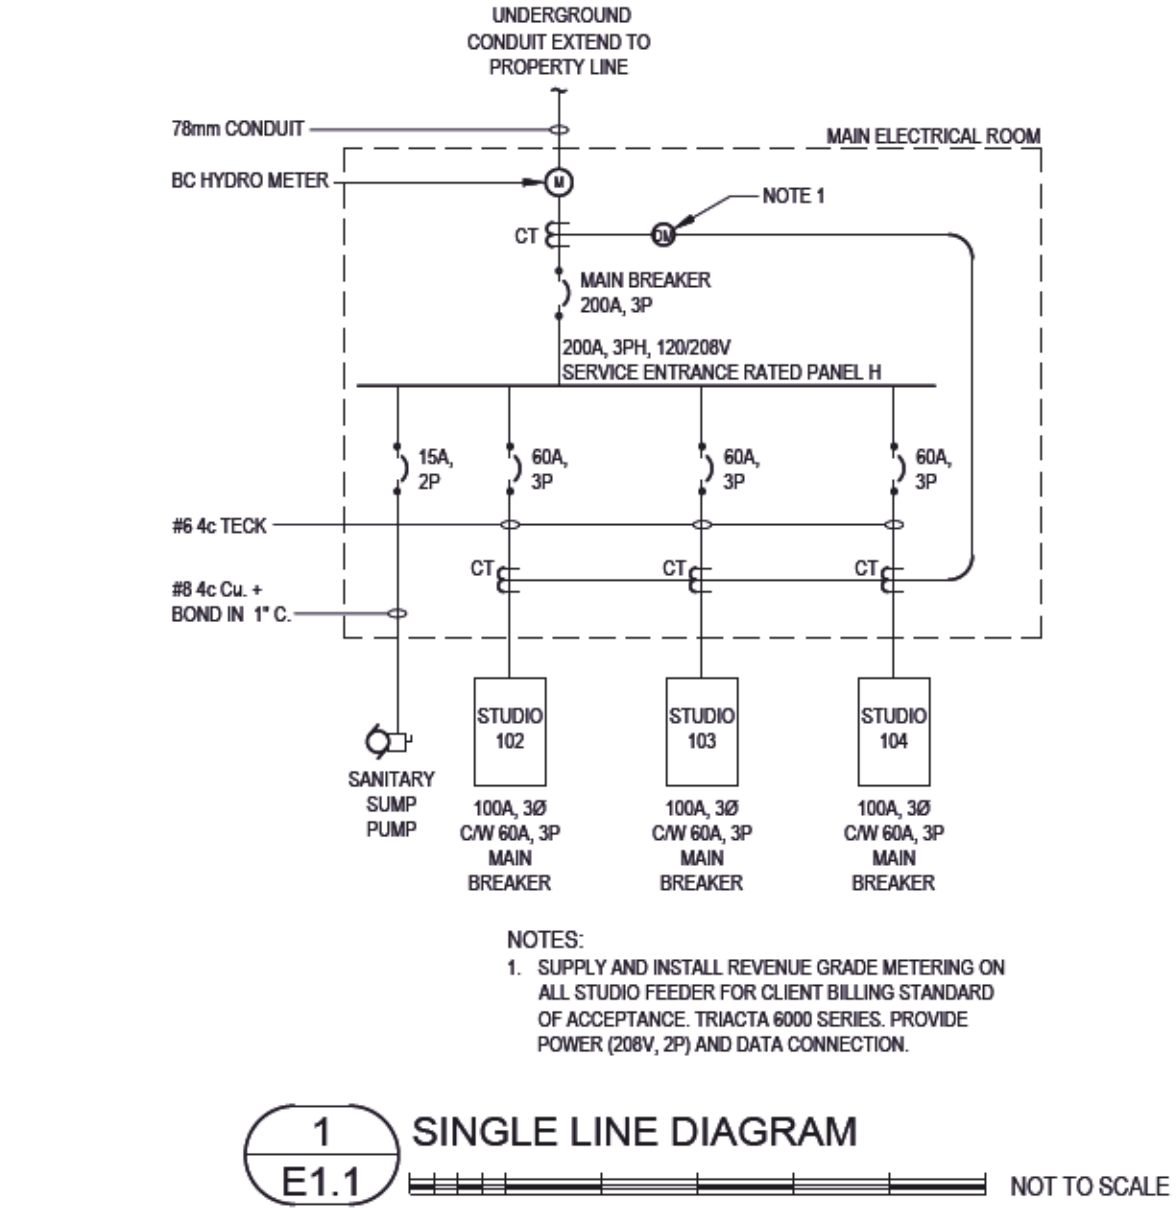 UNDERGROUND
CONDUIT EXTEND TO
PROPERTY LINE
78mm CONDUIT
MAIN ELECTRICAL ROOM
BC HYDRO METER
M
NOTE 1
CT
DM
MAIN BREAKER
200A, 3P
200A, 3PH, 120/208V
SERVICE ENTRANCE RATED PANEL H
15A,
2P
60A,
3P
60A,
3P
60A,
3P
#6 4c TECK
CT
CT
CT
#8 4c Cu. +
BOND IN 1" C.
STUDIO
102
STUDIO
103
STUDIO
104
SANITARY
SUMP
PUMP
100A, 3Ø
C/W 60A, 3P
MAIN
BREAKER
100A, 3Ø
C/W 60A, 3P
MAIN
BREAKER
100A, 3Ø
C/W 60A, 3P
MAIN
BREAKER
NOTES:
1. SUPPLY AND INSTALL REVENUE GRADE METERING ON
ALL STUDIO FEEDER FOR CLIENT BILLING STANDARD
OF ACCEPTANCE. TRIACTA 6000 SERIES. PROVIDE
POWER (208V, 2P) AND DATA CONNECTION.
1
E1.1
SINGLE LINE DIAGRAM
NOT TO SCALE